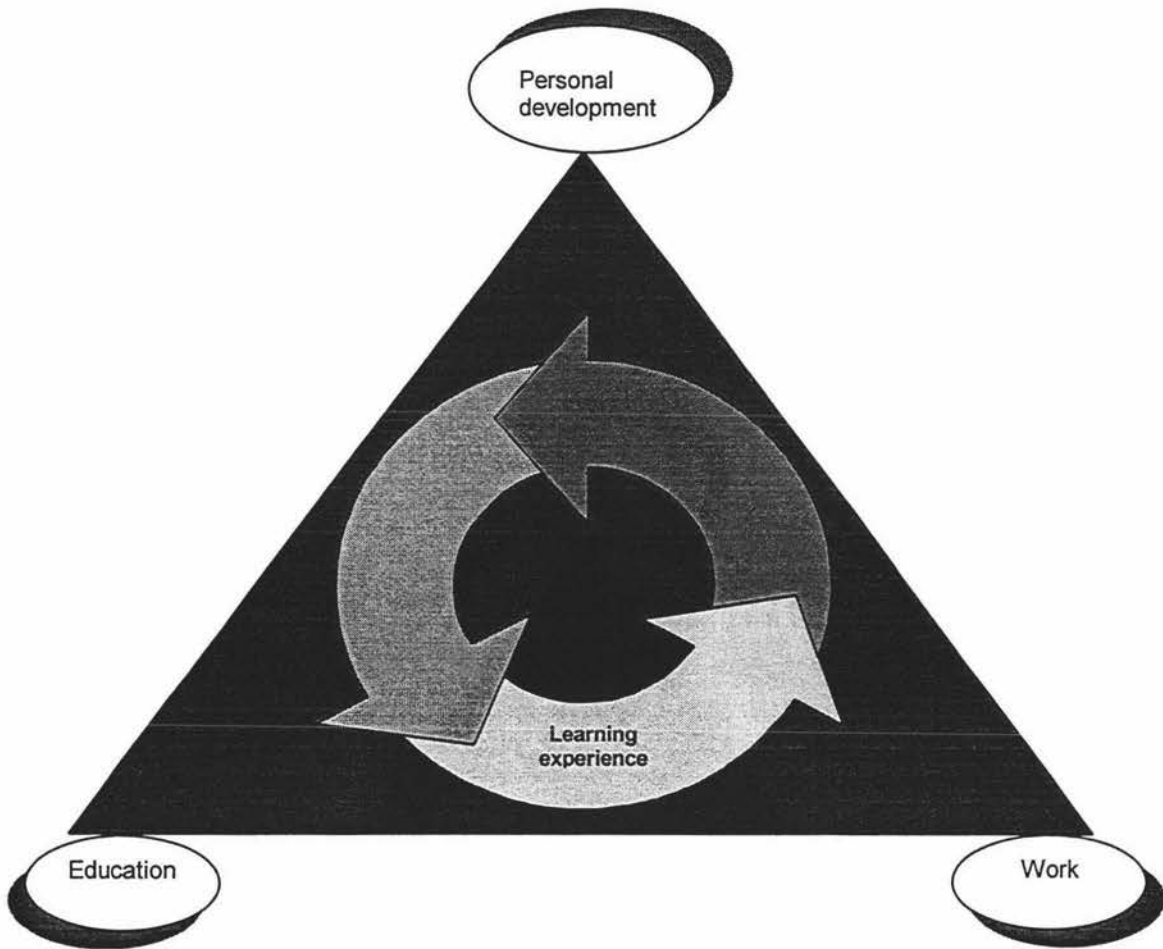 Personal
development
Learning
experience
Education
Work